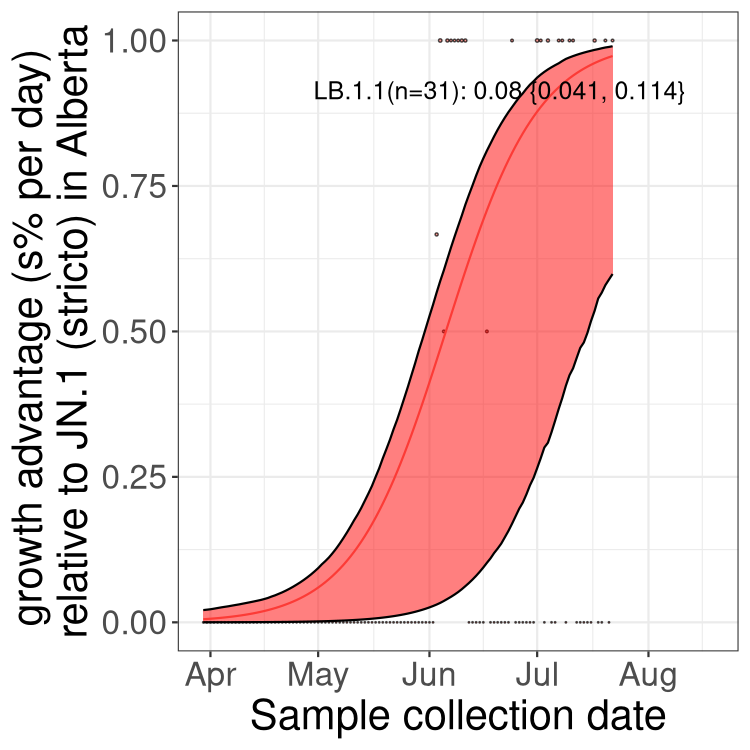 growth advantage (s% per day)
relative to JN.1 (stricto) in Alberta
1.00
0.75
0.50
0.25
0.00
LB.1.1(n=31): 0.08 {0.041, 0.114}
Apr May Jun Jul Aug
Sample collection date